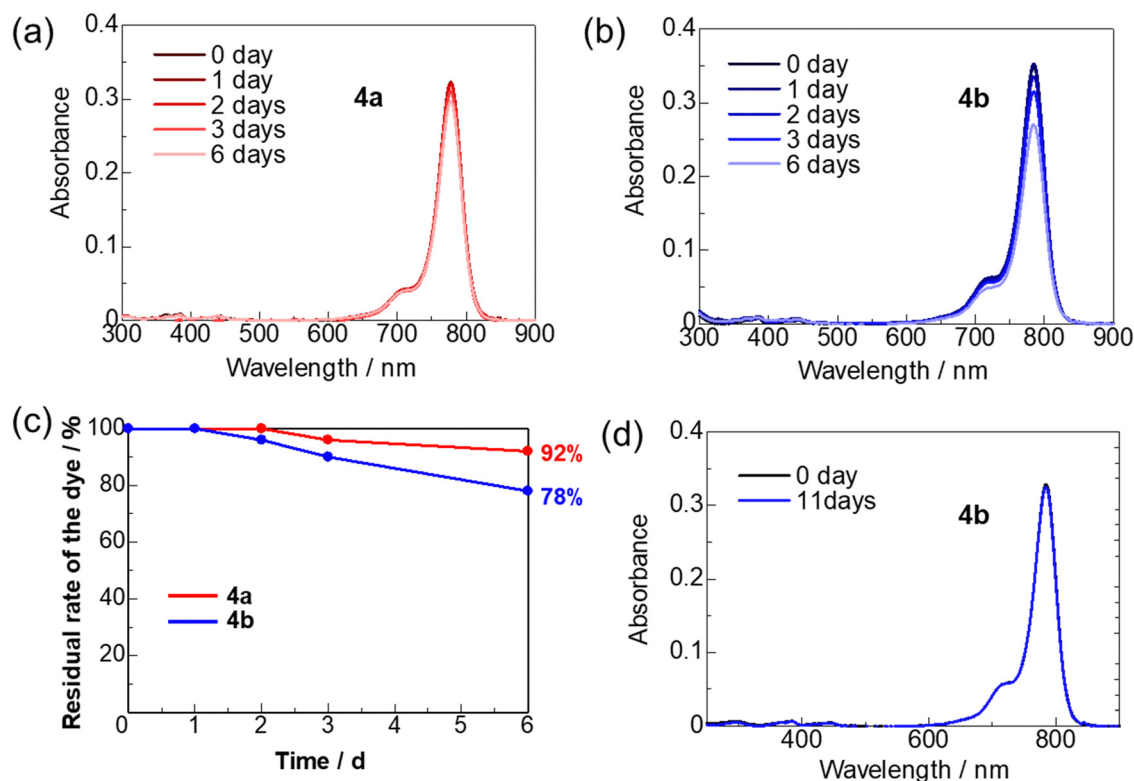 (a)
0.4
0.3
0.2
0.1
0
Absorbance
0 day
1 day
2 days
3 days
6 days
4a
300 400 500 600 700 800 900
Wavelength / nm
(b)
0.4
0.3
0.2
0.1
0
Absorbance
0 day
1 day
2 days
3 days
6 days
4b
300 400 500 600 700 800 900
Wavelength / nm
(c)
100
80
60
40
20
Residual rate of the dye / %
92%
78%
4a
4b
0 1 2 3 4 5 6
Time / d
(d)
0.4
0.3
0.2
0.1
0
Absorbance
0 day
11days
4b
400 600 800
Wavelength / nm